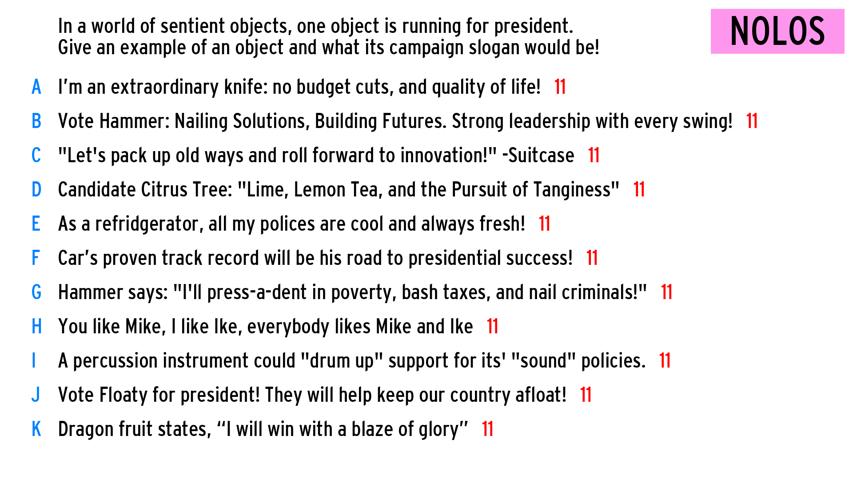 In a world of sentient objects, one object is running for president.
Give an example of an object and what its campaign slogan would be!
NOLOS
A I'm an extraordinary knife: no budget cuts, and quality of life! 11
B Vote Hammer: Nailing Solutions, Building Futures. Strong leadership with every swing! 11
C "Let's pack up old ways and roll forward to innovation!" -Suitcase 11
D Candidate Citrus Tree: "Lime, Lemon Tea, and the Pursuit of Tanginess" 11
E As a refridgerator, all my polices are cool and always fresh! 11
F Car's proven track record will be his road to presidential success! 11
G Hammer says: "I'll press-a-dent in poverty, bash taxes, and nail criminals!" 11
H You like Mike, I like Ike, everybody likes Mike and Ike 11
I A percussion instrument could "drum up" support for its' "sound" policies. 11
J Vote Floaty for president! They will help keep our country afloat! 11
K Dragon fruit states, “I will win with a blaze of glory” 11